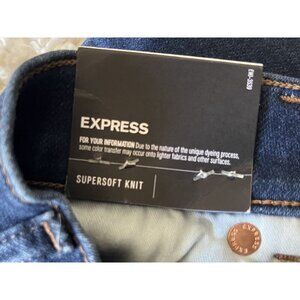 EXPRESS
FOR YOUR INFORMATION Due to the nature of the unique dyeing process,
some color transfer may occur onto lighter fabrics and other surfaces.
SUPERSOFT KNIT
EXPRESS EXPRESS